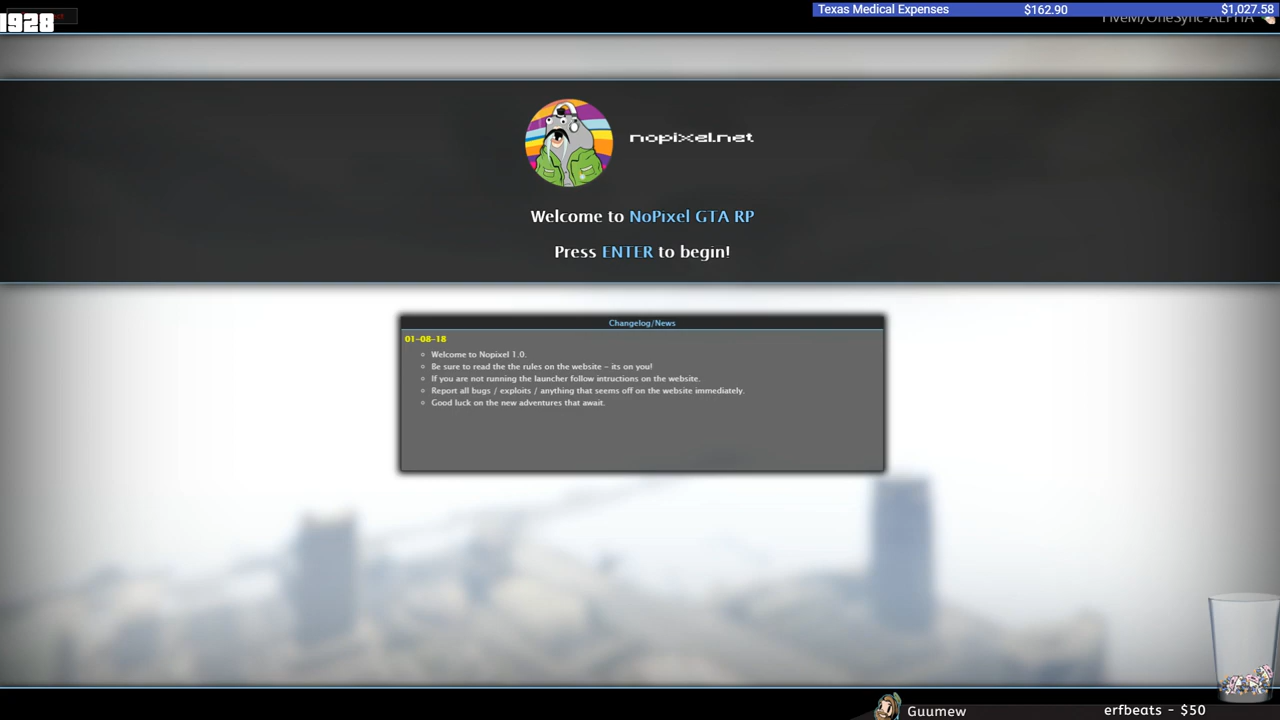 1928
Texas Medical Expenses $162.90 $1,027.58
FiveM/OneSync-ALPHA
nopixel.net
Welcome to NoPixel GTA RP
Press ENTER to begin!
Changelog/News
01-08-18
Welcome to Nopixel 1.0.
Be sure to read the the rules on the website - its on you!
If you are not running the launcher follow intructions on the website.
Report all bugs / exploits / anything that seems off on the website immediately.
Good luck on the new adventures that await.
Guumew
erfbeats - $50